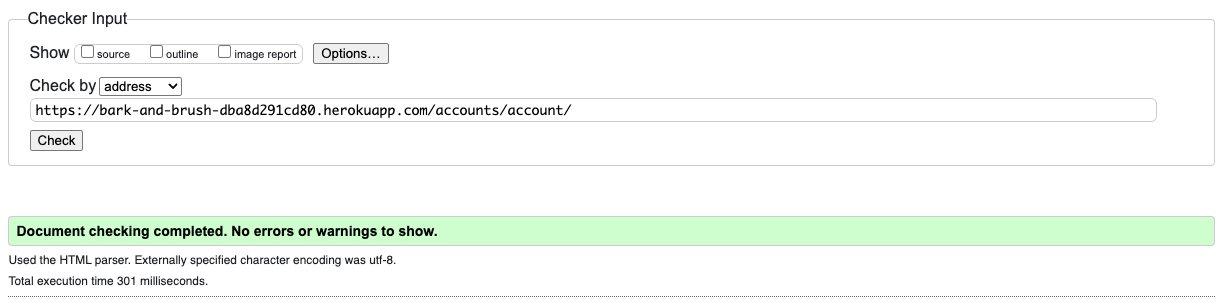 Checker Input
Show source outline image report Options...
Check by address
https://bark-and-brush-dba8d291cd80.herokuapp.com/accounts/account/
Check
Document checking completed. No errors or warnings to show.
Used the HTML parser. Externally specified character encoding was utf-8.
Total execution time 301 milliseconds.